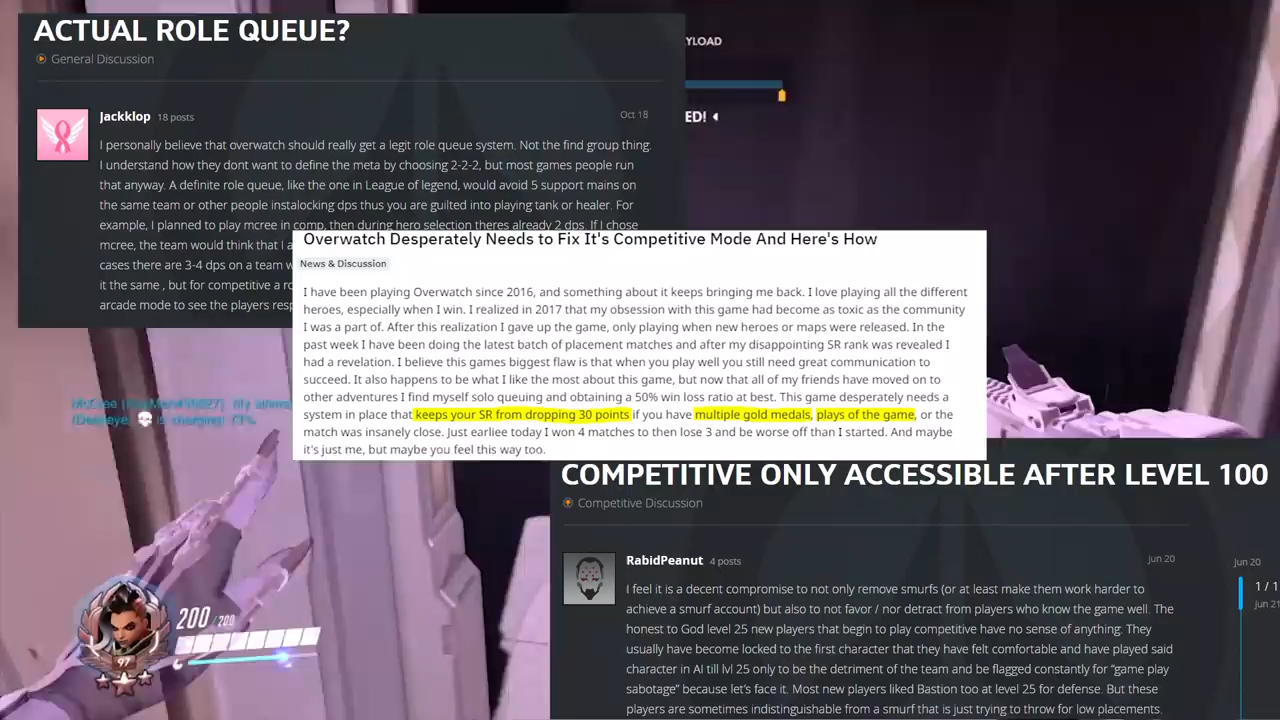 ACTUAL ROLE QUEUE?
General Discussion
Jackklop 18 posts
Oct 18
I personally believe that overwatch should really get a legit role queue system. Not the find group thing.
I understand how they dont want to define the meta by choosing 2-2-2, but most games people run
that anyway. A definite role queue, like the one in League of legend, would avoid 5 support mains on
the same team or other people instalocking dps thus you are guilted into playing tank or healer. For
example, I planned to play mcree in comp, then during hero selection theres already 2 dps. If I chose
mcree, the team would think that I a
cases there are 3-4 dps on a team w
it the same , but for competitive a ro
arcade mode to see the players resp
YLOAD
ED!
Overwatch Desperately Needs to Fix It's Competitive Mode And Here's How
News & Discussion
I have been playing Overwatch since 2016, and something about it keeps bringing me back. I love playing all the different
heroes, especially when I win. I realized in 2017 that my obsession with this game had become as toxic as the community
I was a part of. After this realization I gave up the game, only playing when new heroes or maps were released. In the
past week I have been doing the latest batch of placement matches and after my disappointing SR rank was revealed I
had a revelation. I believe this games biggest flaw is that when you play well you still need great communication to
succeed. It also happens to be what I like the most about this game, but now that all of my friends have moved on to
other adventures I find myself solo queuing and obtaining a 50% win loss ratio at best. This game desperately needs a
system in place that keeps your SR from dropping 30 points if you have multiple gold medals, plays of the game, or the
match was insanely close. Just earliee today I won 4 matches to then lose 3 and be worse off than I started. And maybe
it's just me, but maybe you feel this way too.
is charging!
COMPETITIVE ONLY ACCESSIBLE AFTER LEVEL 100
Competitive Discussion
RabidPeanut 4 posts
Jun 20
I feel it is a decent compromise to not only remove smurfs (or at least make them work harder to
achieve a smurf account) but also to not favor / nor detract from players who know the game well. The
honest to God level 25 new players that begin to play competitive have no sense of anything. They
usually have become locked to the first character that they have felt comfortable and have played said
character in AI till lvl 25 only to be the detriment of the team and be flagged constantly for "game play
sabotage" because let's face it. Most new players liked Bastion too at level 25 for defense. But these
players are sometimes indistinguishable from a smurf that is just trying to throw for low placements.
Jun 20
1 / 1
Jun 21
200 / 200
97